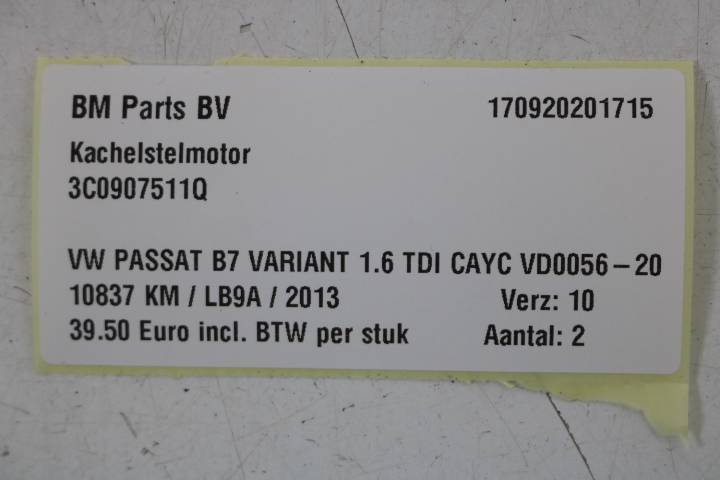 BM Parts BV 170920201715
Kachelstelmotor
3C0907511Q
VW PASSAT B7 VARIANT 1.6 TDI CAYC VD0056-20
10837 KM / LB9A / 2013 Verz: 10
39.50 Euro incl. BTW per stuk Aantal: 2